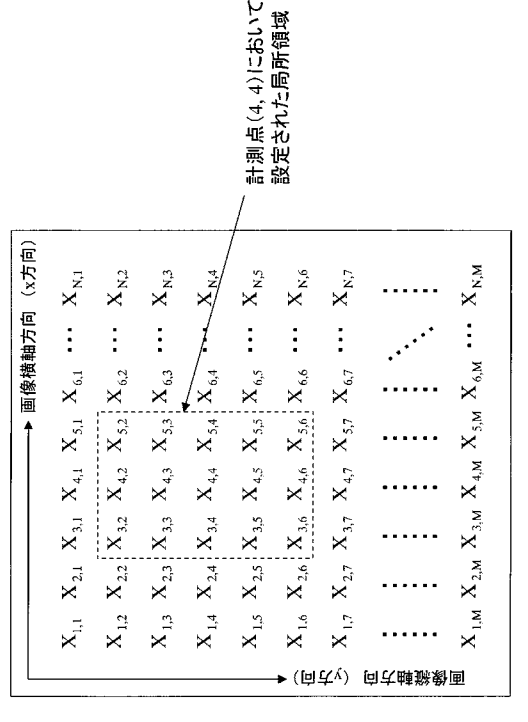 画像横軸方向 (x方向)
画像縦軸方向 (y方向)
X1,1 X2,1 X3,1 X4,1 X5,1 X6,1 … XN,1
X1,2 X2,2 X3,2 X4,2 X5,2 X6,2 … XN,2
X1,3 X2,3 X3,3 X4,3 X5,3 X6,3 … XN,3
X1,4 X2,4 X3,4 X4,4 X5,4 X6,4 … XN,4
X1,5 X2,5 X3,5 X4,5 X5,5 X6,5 … XN,5
X1,6 X2,6 X3,6 X4,6 X5,6 X6,6 … XN,6
X1,7 X2,7 X3,7 X4,7 X5,7 X6,7 … XN,7
X1,M X2,M X3,M X4,M X5,M X6,M … XN,M
計測点(4,4)において
設定された局所領域